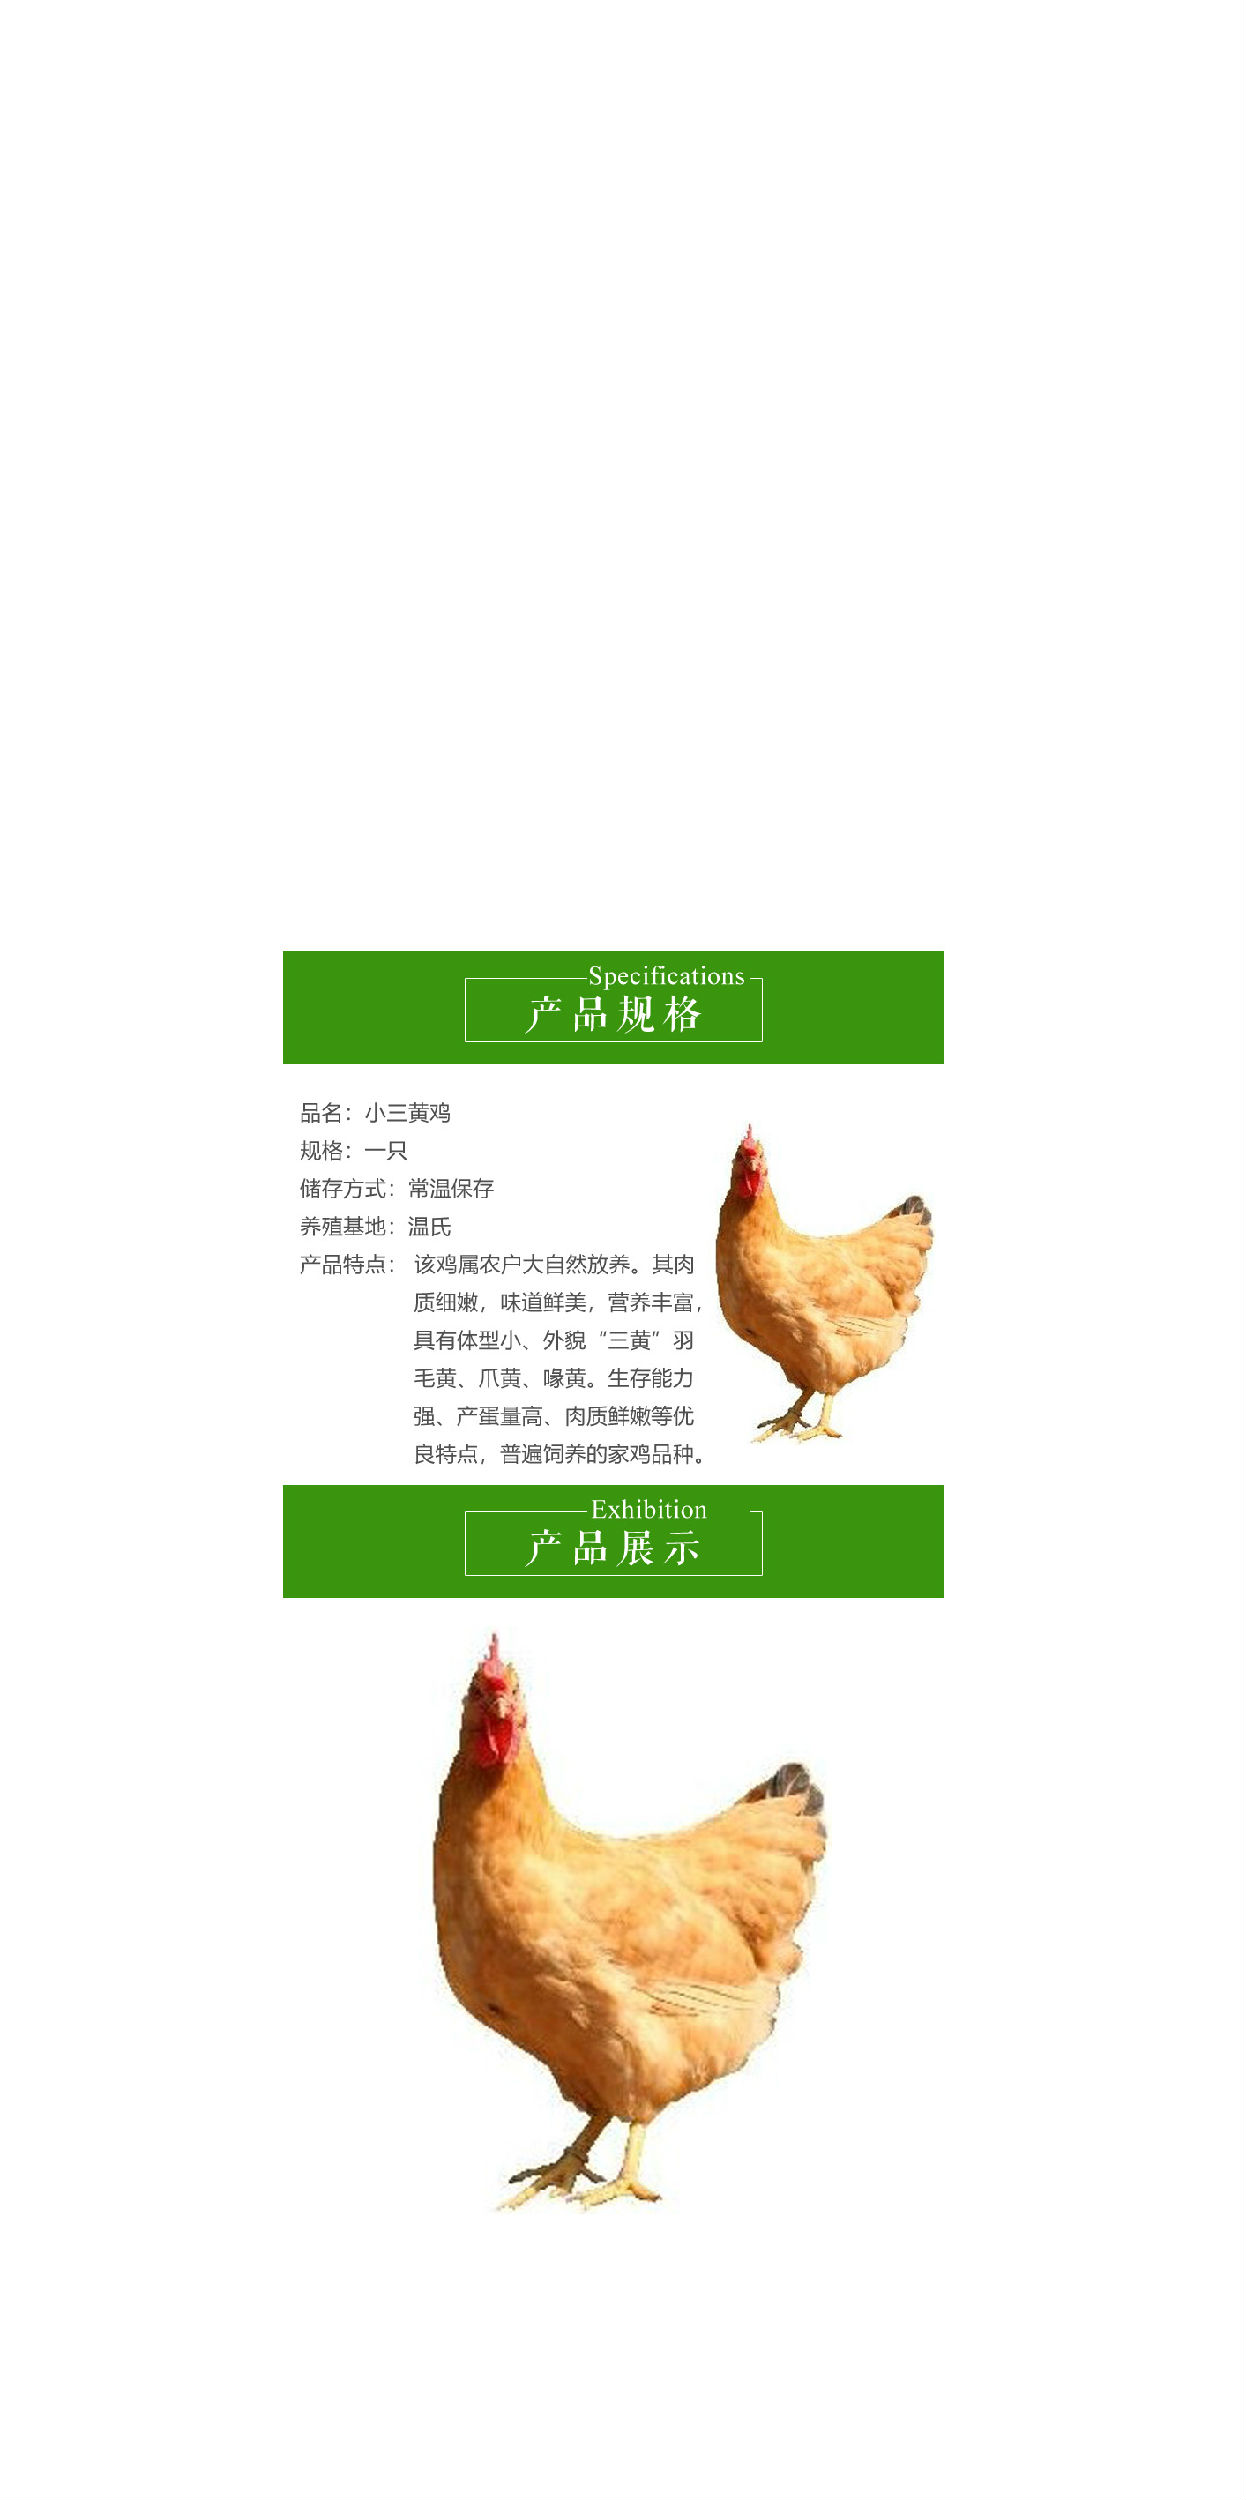 Specifications
产品规格
品名：小三黄鸡
规格：一只
储存方式：常温保存
养殖基地：温氏
产品特点： 该鸡属农户大自然放养。其肉
质细嫩，味道鲜美，营养丰富，
具有体型小、外貌“三黄”羽
毛黄、爪黄、喙黄。生存能力
强、产蛋量高、肉质鲜嫩等优
良特点，普遍饲养的家鸡品种。
Exhibition
产品展示